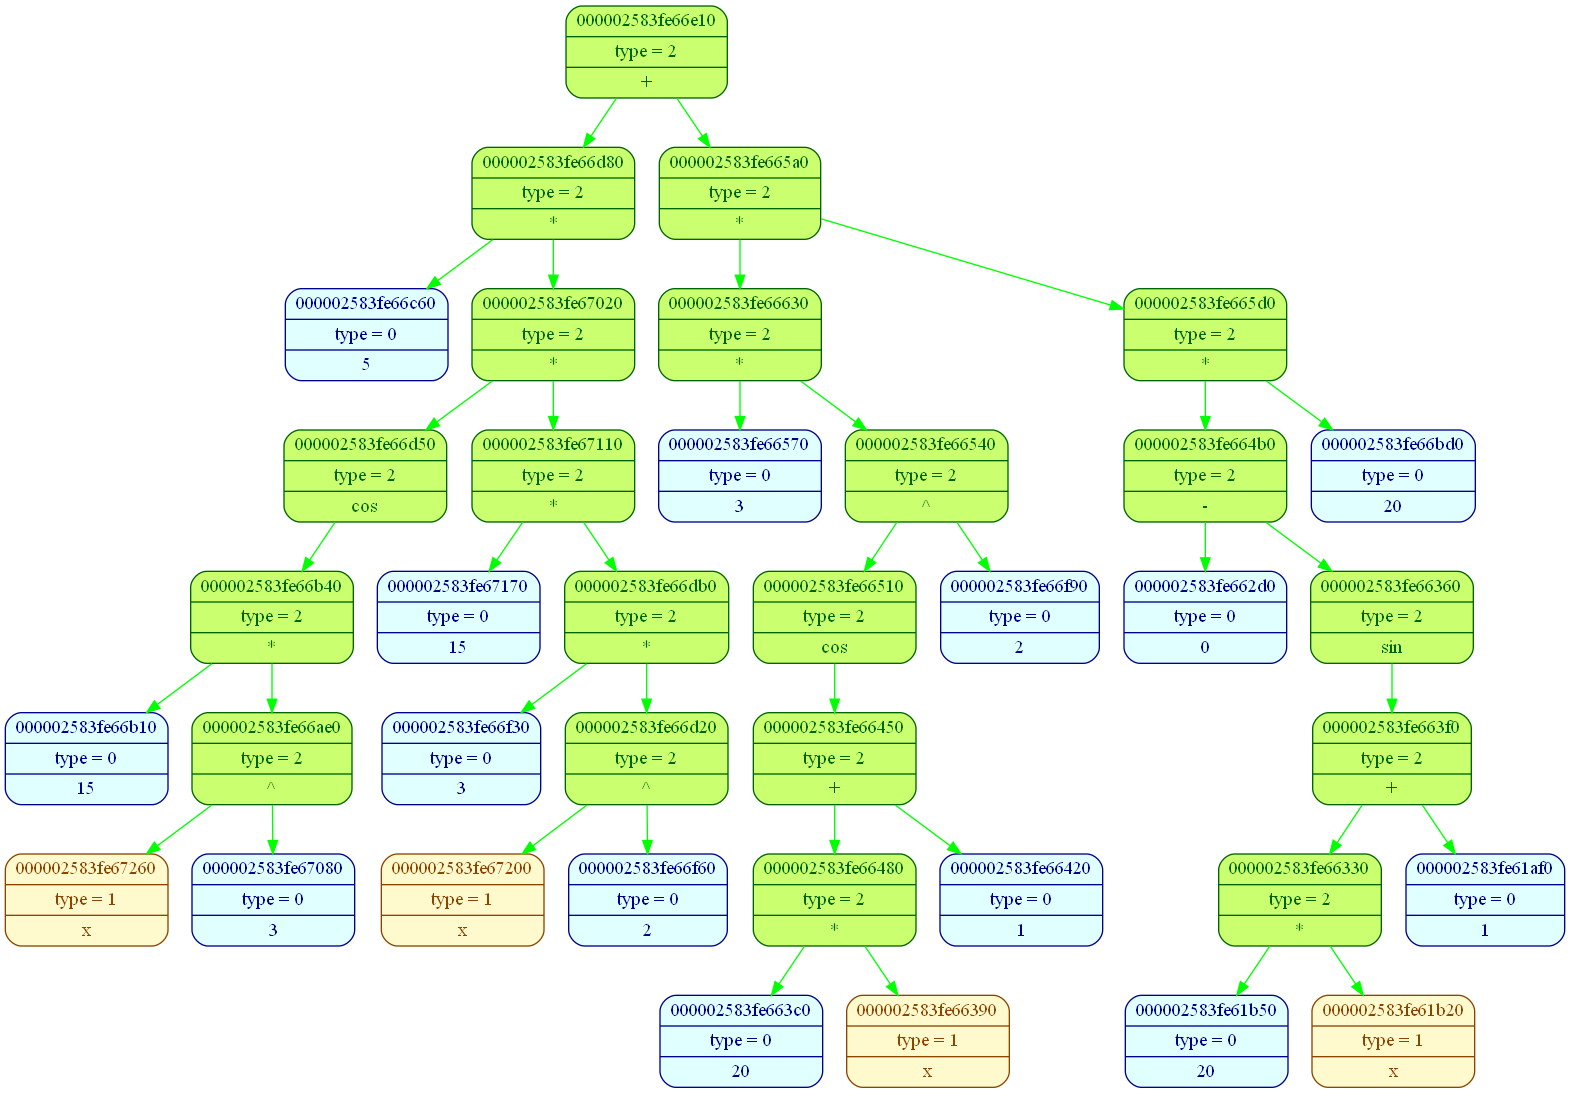 000002583fe66e10
type = 2
+
000002583fe66d80
type = 2
*
000002583fe665a0
type = 2
*
000002583fe66c60
type = 0
5
000002583fe67020
type = 2
*
000002583fe66630
type = 2
*
000002583fe665d0
type = 2
*
000002583fe66d50
type = 2
cos
000002583fe67110
type = 2
*
000002583fe66570
type = 0
3
000002583fe66540
type = 2
^
000002583fe664b0
type = 2
-
000002583fe66bd0
type = 0
20
000002583fe66b40
type = 2
*
000002583fe67170
type = 0
15
000002583fe66db0
type = 2
*
000002583fe66510
type = 2
cos
000002583fe66f90
type = 0
2
000002583fe662d0
type = 0
0
000002583fe66360
type = 2
sin
000002583fe66b10
type = 0
15
000002583fe66ae0
type = 2
^
000002583fe66f30
type = 0
3
000002583fe66d20
type = 2
^
000002583fe66450
type = 2
+
000002583fe663f0
type = 2
+
000002583fe67260
type = 1
x
000002583fe67080
type = 0
3
000002583fe67200
type = 1
x
000002583fe66f60
type = 0
2
000002583fe66480
type = 2
*
000002583fe66420
type = 0
1
000002583fe66330
type = 2
*
000002583fe61af0
type = 0
1
000002583fe663c0
type = 0
20
000002583fe66390
type = 1
x
000002583fe61b50
type = 0
20
000002583fe61b20
type = 1
x